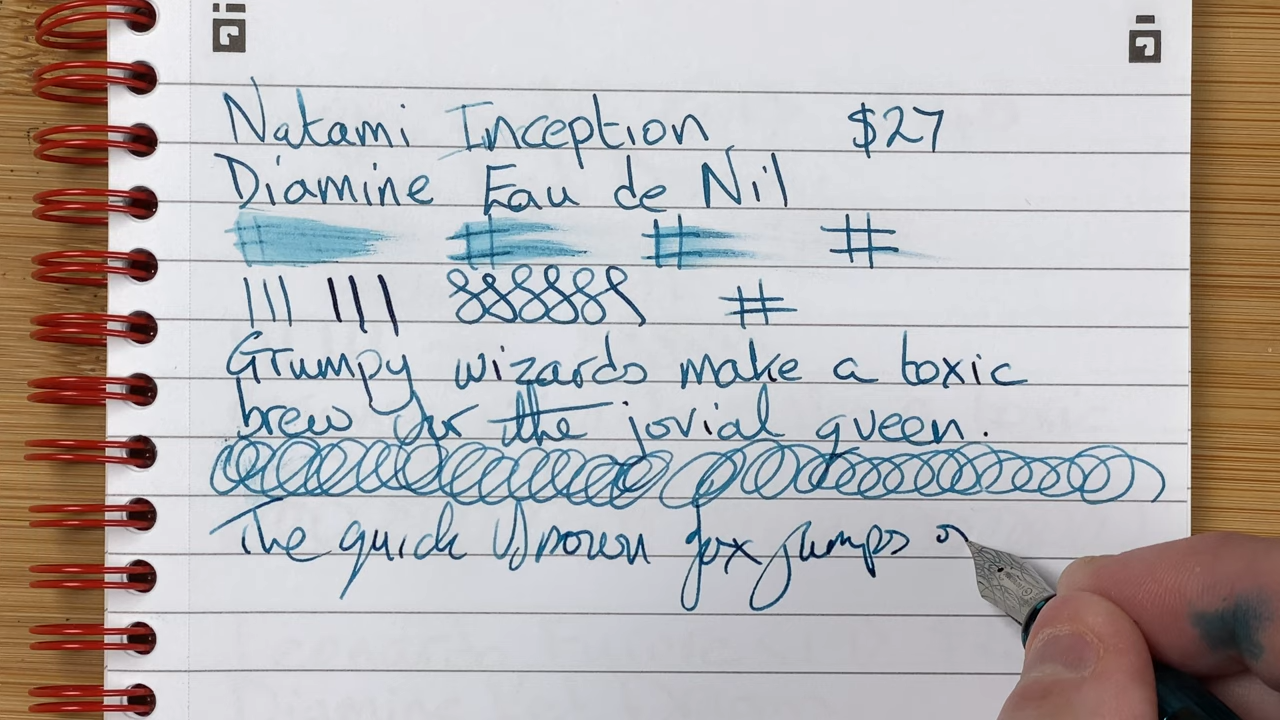 Natami Inception $27
Diamine Eau de Nil
# # # #
||| ||| #
Grumpy wizards make a toxic
brew for the jovial queen.
The quick brown fox jumps o